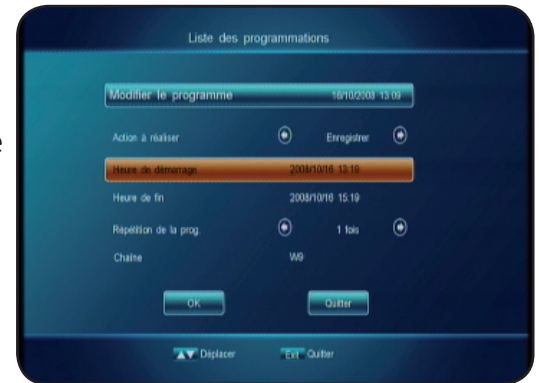 e
Liste des programmations
Modifier le programme 16/10/2008 13:09
Action à réaliser Enregistrer
Heure de démarrage 2008/10/16 13:19
Heure de fin 2008/10/16 15:19
Répétition de la prog. 1 fois
Chaîne W9
OK Quitter
Déplacer Exit Quitter